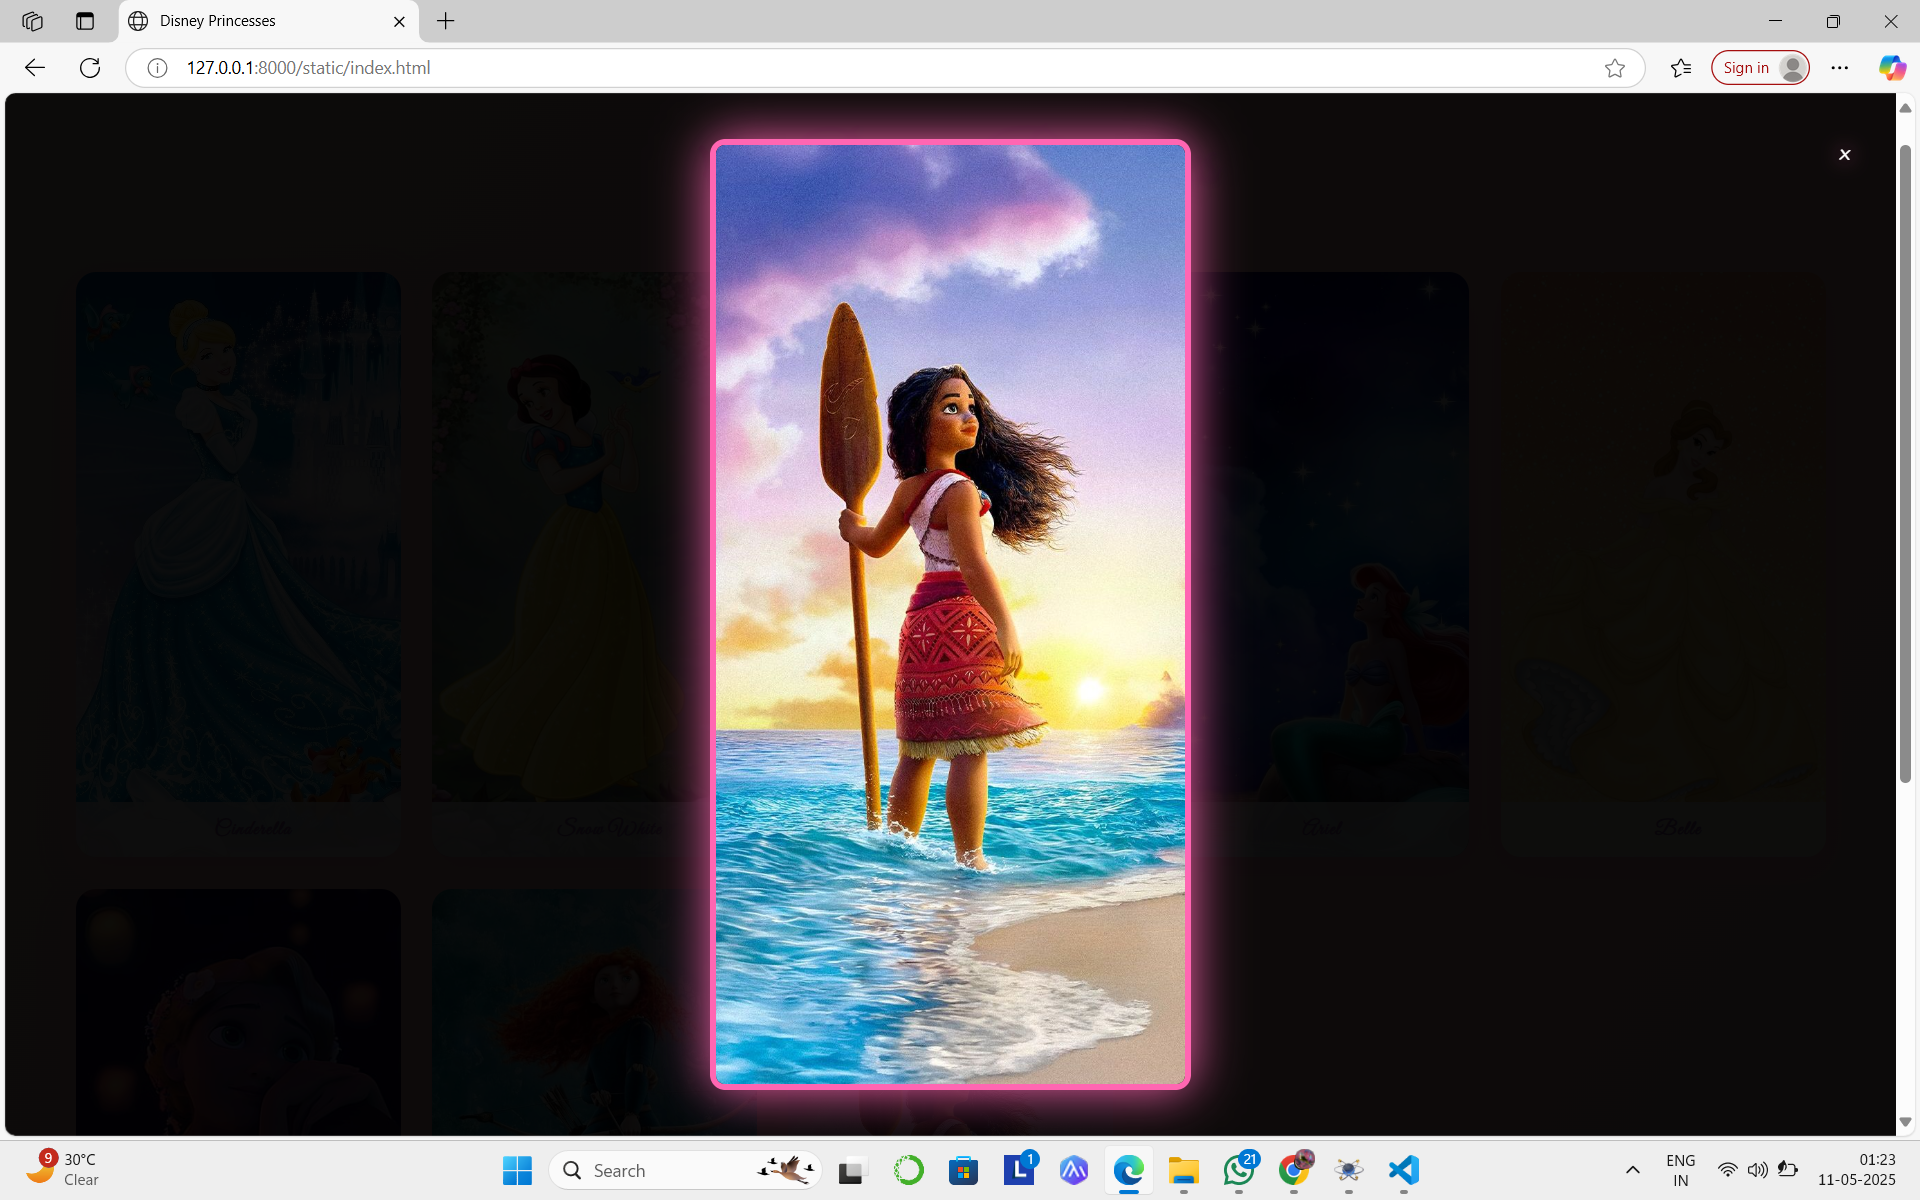 Disney Princesses
127.0.0.1:8000/static/index.html
Sign in
x
Cinderella
Snow White
Ariel
Belle
9
30°C
Clear
Search
1
21
ENG
IN
01:23
11-05-2025